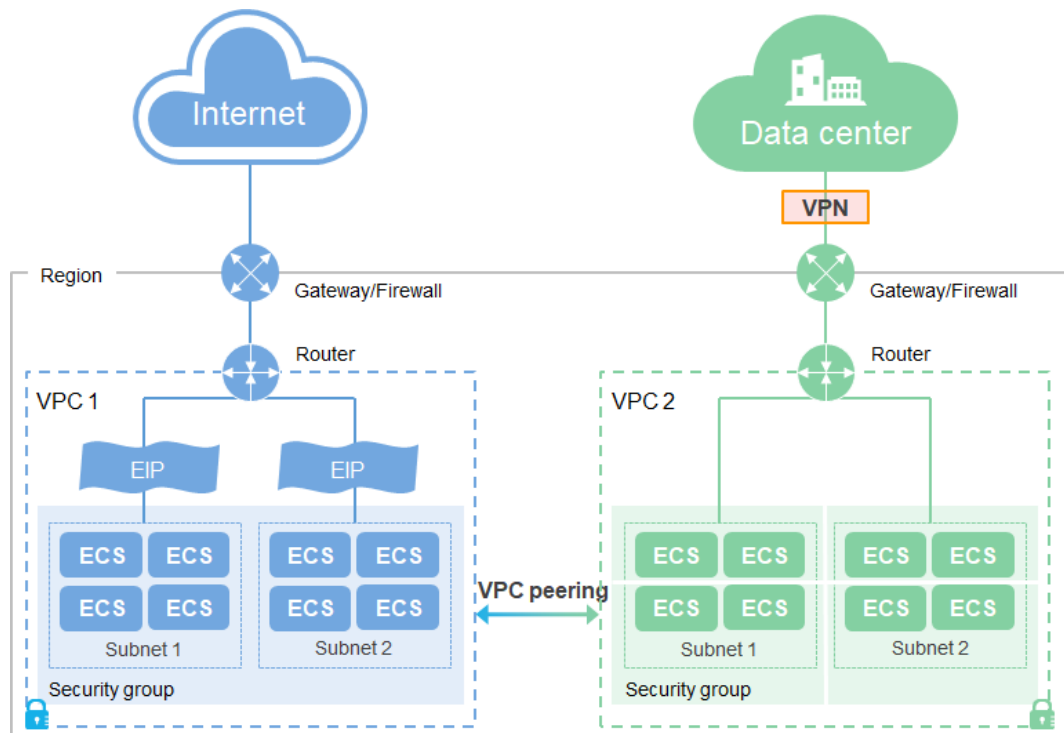 Internet
Data center
VPN
Region
Gateway/Firewall
Gateway/Firewall
Router
Router
VPC 1
VPC 2
EIP
EIP
ECS ECS ECS ECS
ECS ECS ECS ECS
Subnet 1
Subnet 2
Security group
VPC peering
ECS ECS ECS ECS
ECS ECS ECS ECS
Subnet 1
Subnet 2
Security group